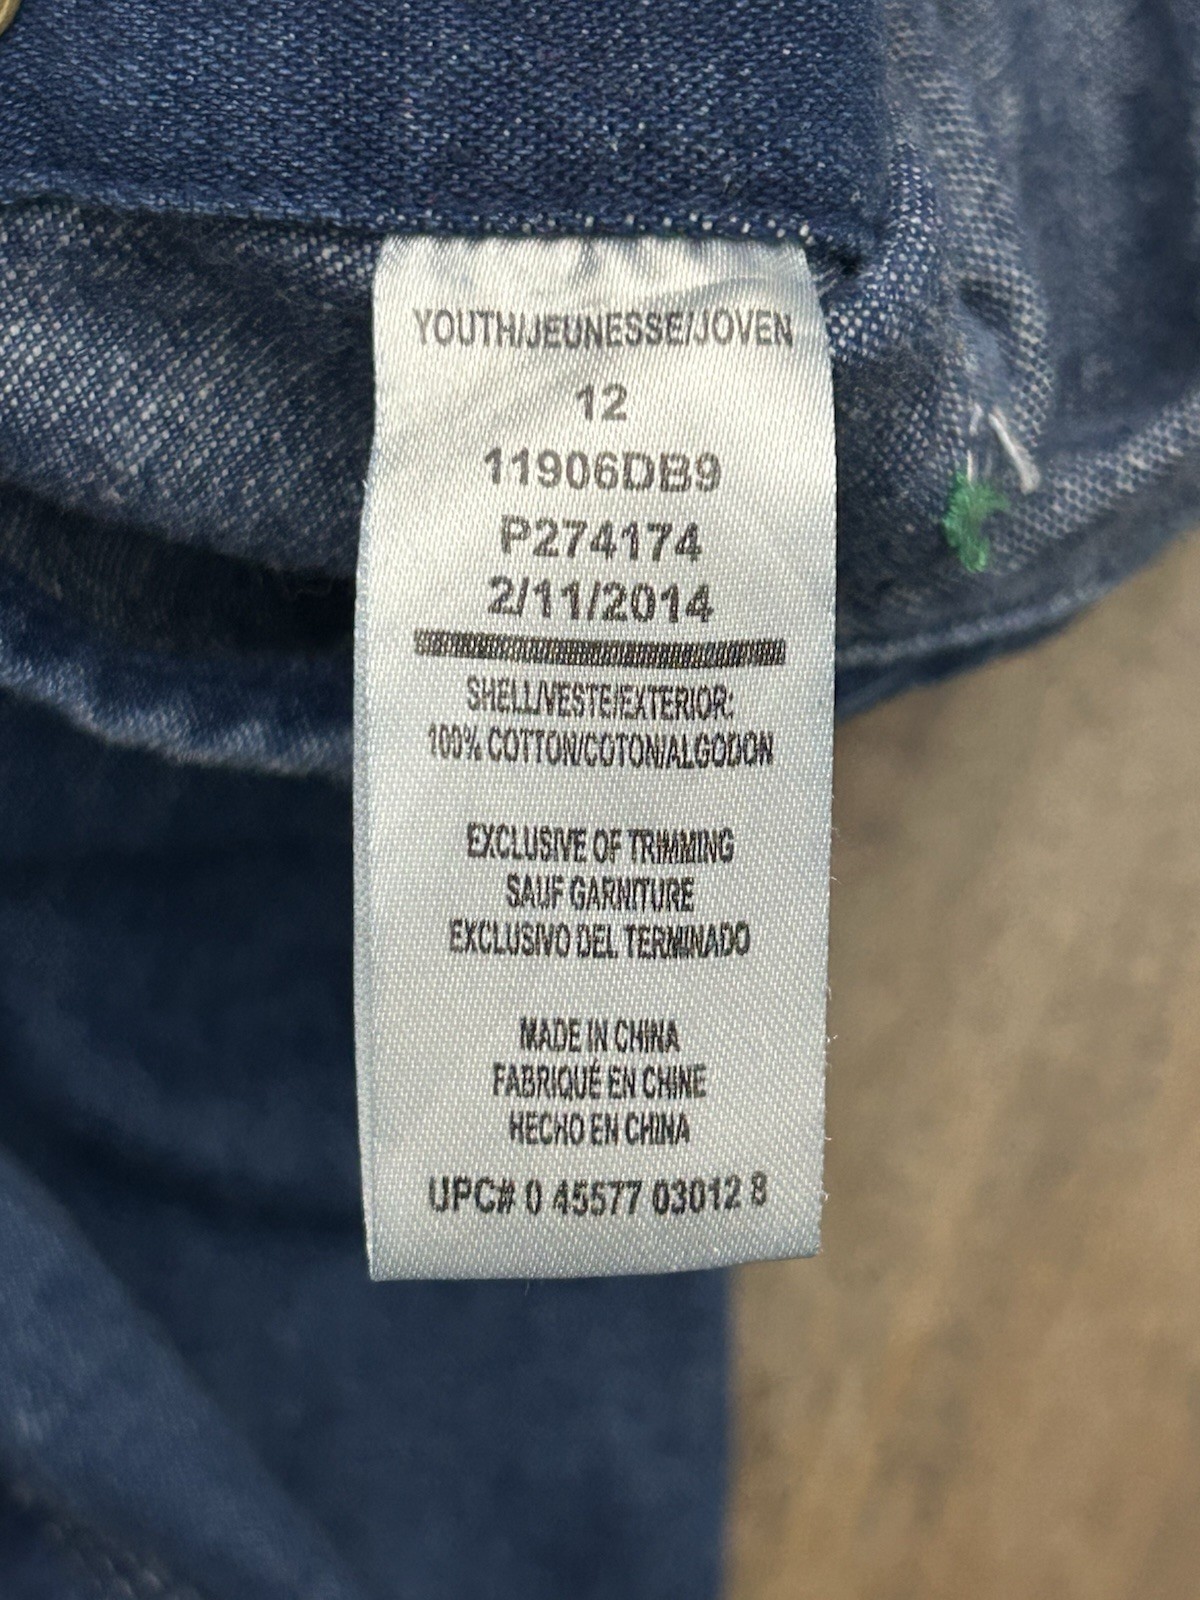 YOUTH/JEUNESSE/JOVEN
12
11906DB9
P274174
2/11/2014
SHELL/VESTE/EXTERIOR:
100% COTTON/COTON/ALGODON
EXCLUSIVE OF TRIMMING
SAUF GARNITURE
EXCLUSIVO DEL TERMINADO
MADE IN CHINA
FABRIQUÉ EN CHINE
HECHO EN CHINA
UPC# 0 45577 03012 8